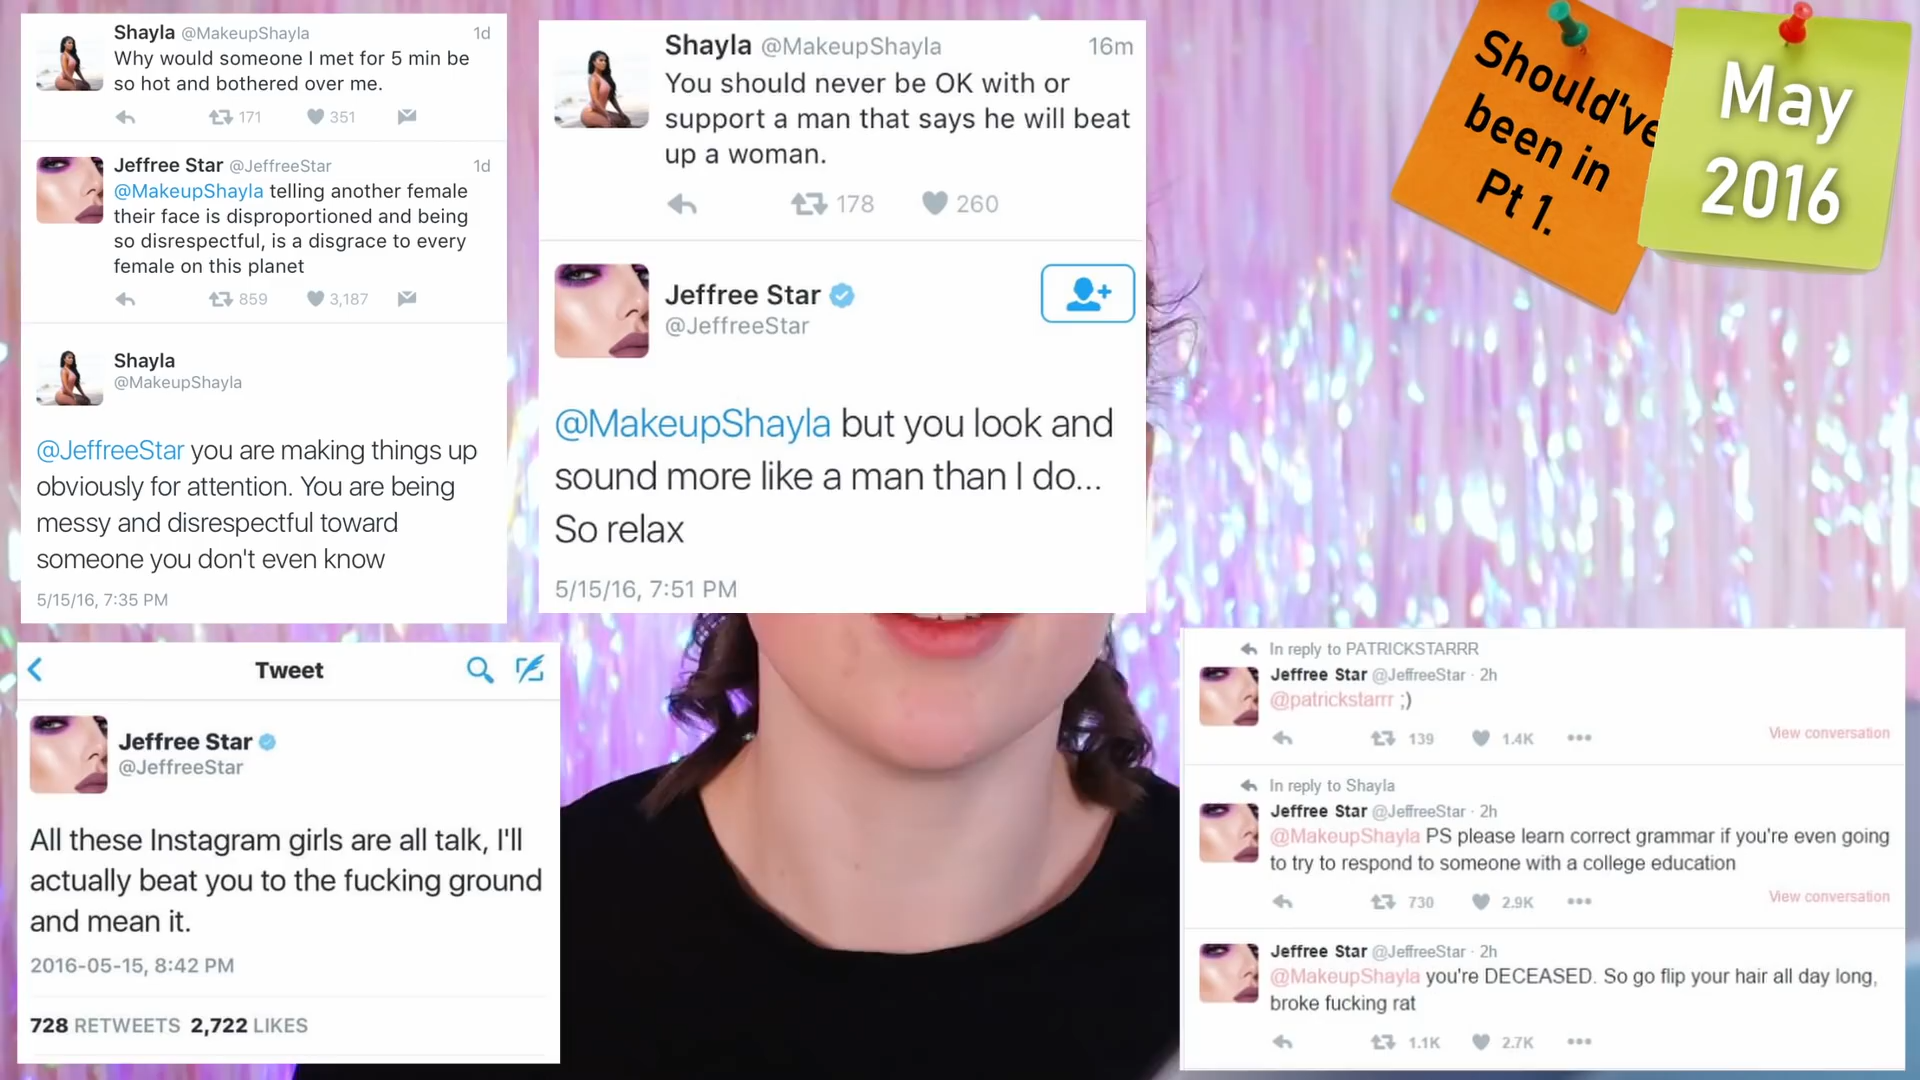 Shayla @MakeupShayla 1d
Why would someone I met for 5 min be
so hot and bothered over me.
171 351
Jeffree Star @JeffreeStar 1d
@MakeupShayla telling another female
their face is disproportioned and being
so disrespectful, is a disgrace to every
female on this planet
859 3,187
Shayla
@MakeupShayla
@JeffreeStar you are making things up
obviously for attention. You are being
messy and disrespectful toward
someone you don't even know
5/15/16, 7:35 PM
Shayla @MakeupShayla 16m
You should never be OK with or
support a man that says he will beat
up a woman.
178 260
Jeffree Star
@JeffreeStar
@MakeupShayla but you look and
sound more like a man than I do...
So relax
5/15/16, 7:51 PM
Should've
been in
Pt 1.
May
2016
Tweet
Jeffree Star
@JeffreeStar
All these Instagram girls are all talk, I'll
actually beat you to the fucking ground
and mean it.
2016-05-15, 8:42 PM
728 RETWEETS 2,722 LIKES
In reply to PATRICKSTARRR
Jeffree Star @JeffreeStar · 2h
@patrickstarrr ;)
139 1.4K
View conversation
In reply to Shayla
Jeffree Star @JeffreeStar · 2h
@MakeupShayla PS please learn correct grammar if you're even going
to try to respond to someone with a college education
730 2.9K
View conversation
Jeffree Star @JeffreeStar · 2h
@MakeupShayla you're DECEASED. So go flip your hair all day long,
broke fucking rat
1.1K 2.7K